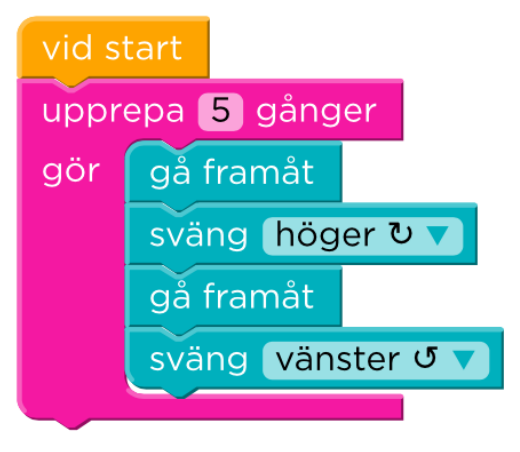 vid start
upprepa 5 gånger
gör gå framåt
sväng höger ↻ ▼
gå framåt
sväng vänster ↺ ▼